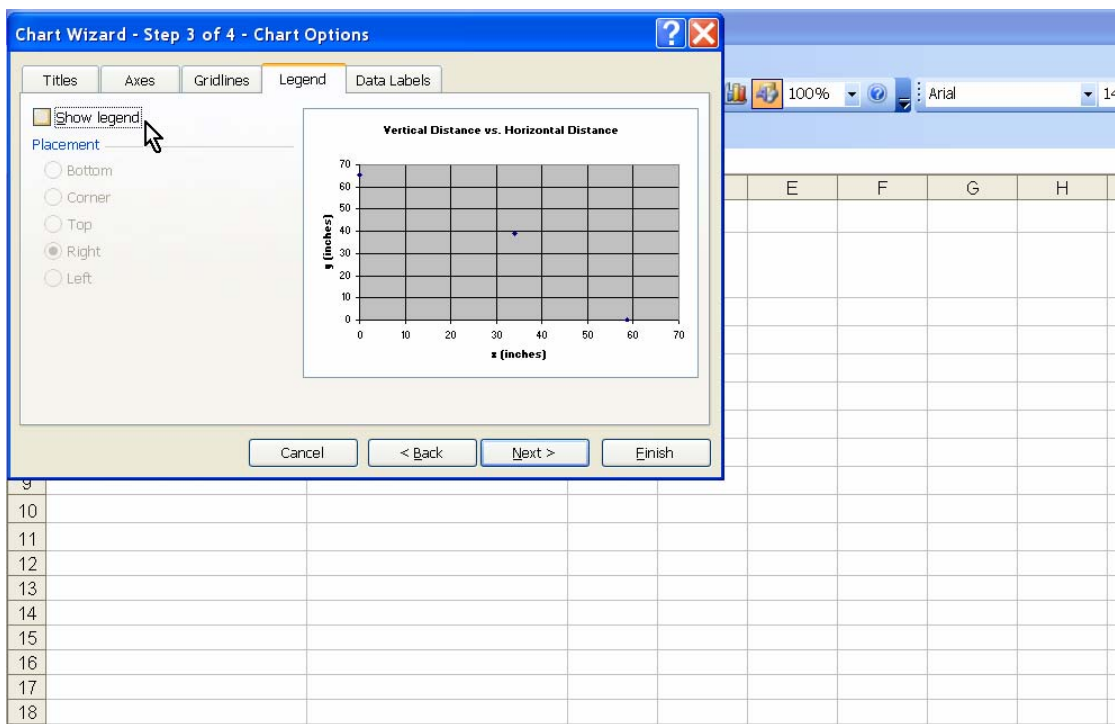 Chart Wizard - Step 3 of 4 - Chart Options
Titles Axes Gridlines Legend Data Labels
100% Arial 14
Show legend
Placement
Bottom
Corner
Top
Right
Left
Vertical Distance vs. Horizontal Distance
70
60
50
40
30
20
10
0
y (inches)
0 10 20 30 40 50 60 70
x (inches)
Cancel < Back Next > Finish
E F G H
9
10
11
12
13
14
15
16
17
18